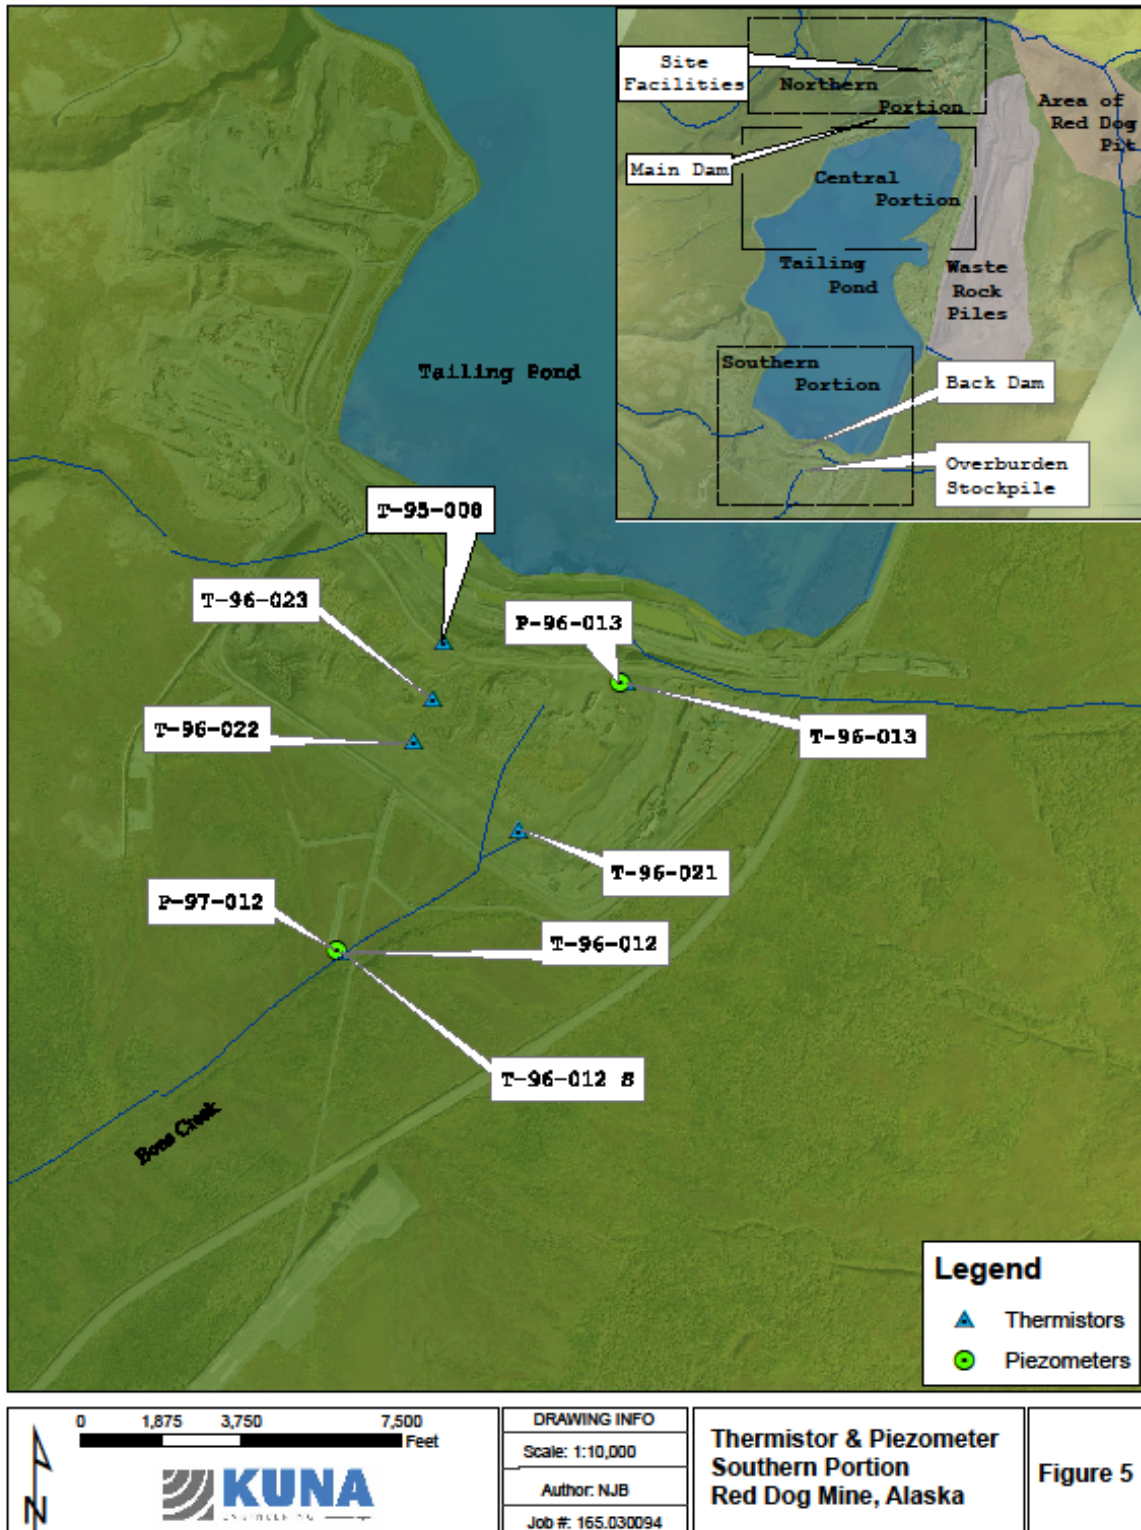 Site
Facilities
Northern
Portion
Area of
Red Dog
Pit
Main Dam
Central
Portion
Tailing
Pond
Waste
Rock
Piles
Southern
Portion
Back Dam
Overburden
Stockpile
Tailing Pond
T-95-008
T-96-023
P-96-013
T-96-022
T-96-013
T-96-021
P-97-012
T-96-012
T-96-012 S
Bons Creek
Legend
Thermistors
Piezometers
0 1,875 3,750 7,500
Feet
N
KUNA
ENGINEERING
DRAWING INFO
Scale: 1:10,000
Author: NJB
Job #: 165.030094
Thermistor & Piezometer
Southern Portion
Red Dog Mine, Alaska
Figure 5